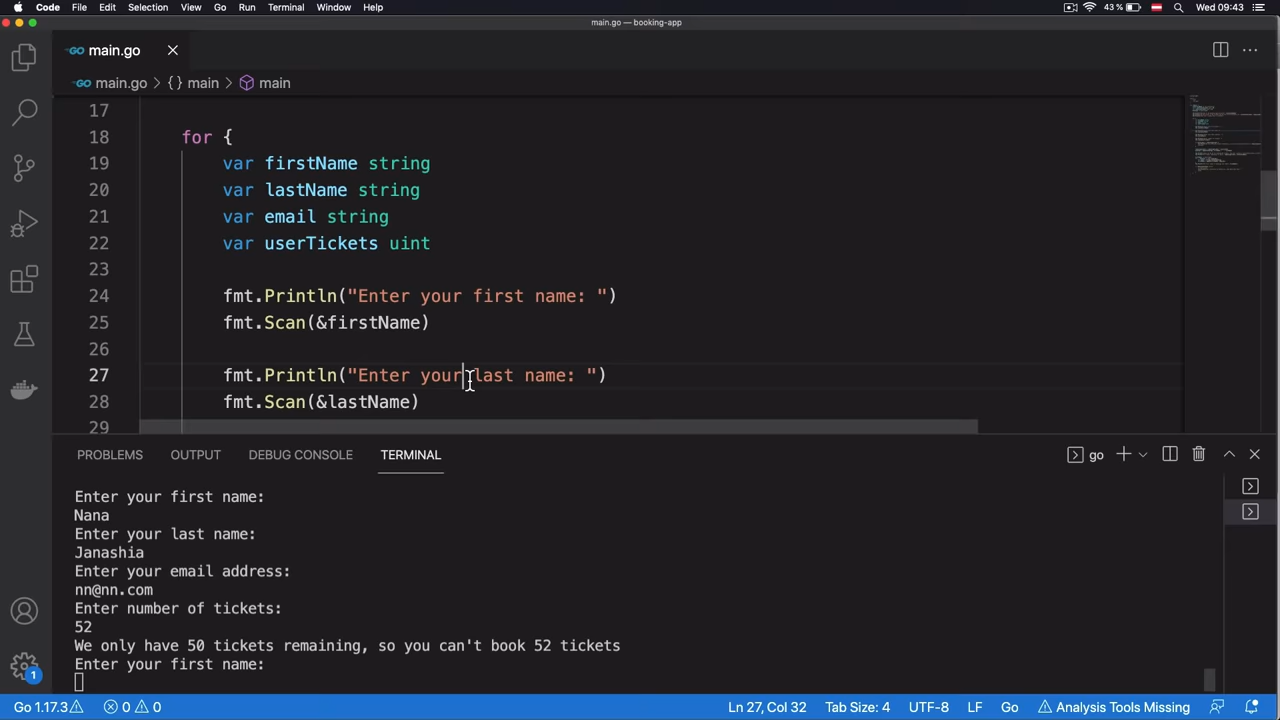 Code File Edit Selection View Go Run Terminal Window Help 43 % Wed 09:43
main.go — booking-app
main.go
main.go > { } main > main
17
18 for {
19 var firstName string
20 var lastName string
21 var email string
22 var userTickets uint
23
24 fmt.Println("Enter your first name: ")
25 fmt.Scan(&firstName)
26
27 fmt.Println("Enter your last name: ")
28 fmt.Scan(&lastName)
29
PROBLEMS OUTPUT DEBUG CONSOLE TERMINAL go
Enter your first name:
Nana
Enter your last name:
Janashia
Enter your email address:
nn@nn.com
Enter number of tickets:
52
We only have 50 tickets remaining, so you can't book 52 tickets
Enter your first name:
1
Go 1.17.3 0 0 Ln 27, Col 32 Tab Size: 4 UTF-8 LF Go Analysis Tools Missing